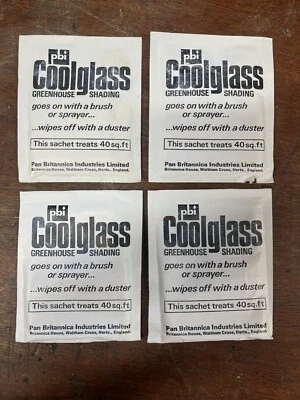 pbi
Coolglass
GREENHOUSE SHADING
goes on with a brush
or sprayer...
...wipes off with a duster
This sachet treats 40sq.ft
Pan Britannica Industries Limited
Britannica House, Waltham Cross, Herts., England.
pbi
Coolglass
GREENHOUSE SHADING
goes on with a brush
or sprayer...
...wipes off with a duster
This sachet treats 40sq.ft
Pan Britannica Industries Limited
Britannica House, Waltham Cross, Herts., England.
pbi
Coolglass
GREENHOUSE SHADING
goes on with a brush
or sprayer...
...wipes off with a duster
This sachet treats 40sq.ft
Pan Britannica Industries Limited
Britannica House, Waltham Cross, Herts., England.
pbi
Coolglass
GREENHOUSE SHADING
goes on with a brush
or sprayer...
...wipes off with a duster
This sachet treats 40sq.ft
Pan Britannica Industries Limited
Britannica House, Waltham Cross, Herts., England.